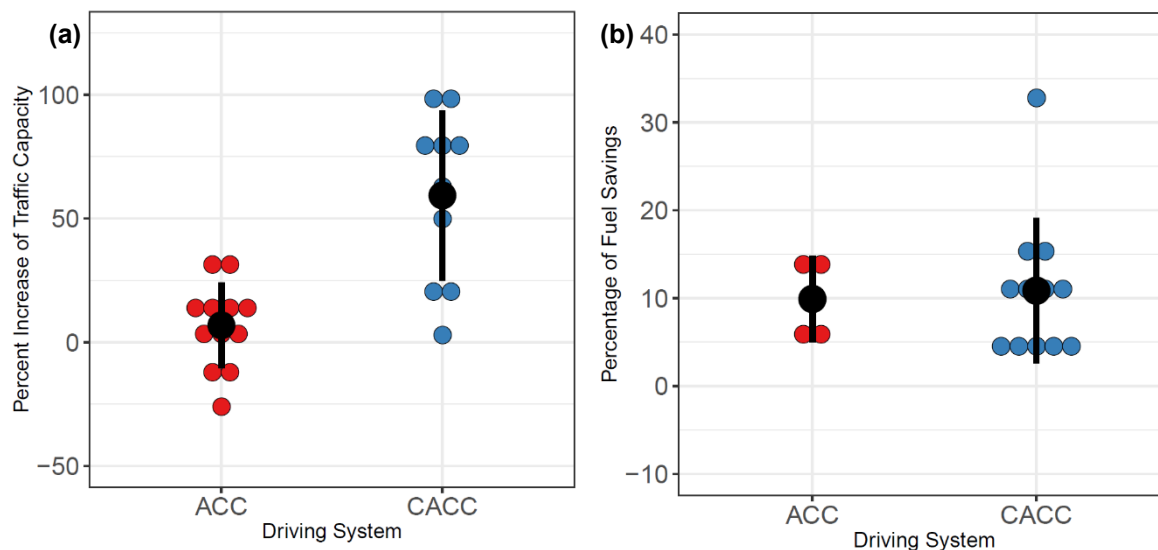 (a)
Percent Increase of Traffic Capacity
100
50
0
−50
ACC
CACC
Driving System
(b)
Percentage of Fuel Savings
40
30
20
10
0
−10
ACC
CACC
Driving System